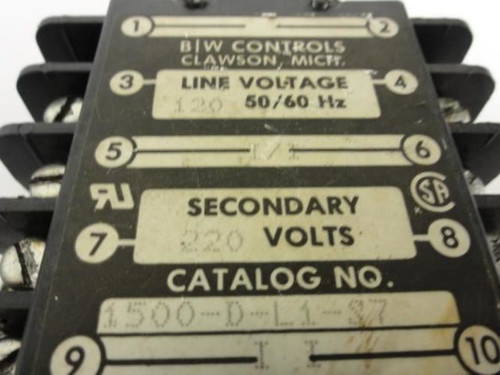 1 2
B|W CONTROLS
CLAWSON, MICH.
3 LINE VOLTAGE 4
120 50/60 Hz
5 6
SECONDARY
7 220 VOLTS 8
CATALOG NO.
1500-D-L1-S7
9 10